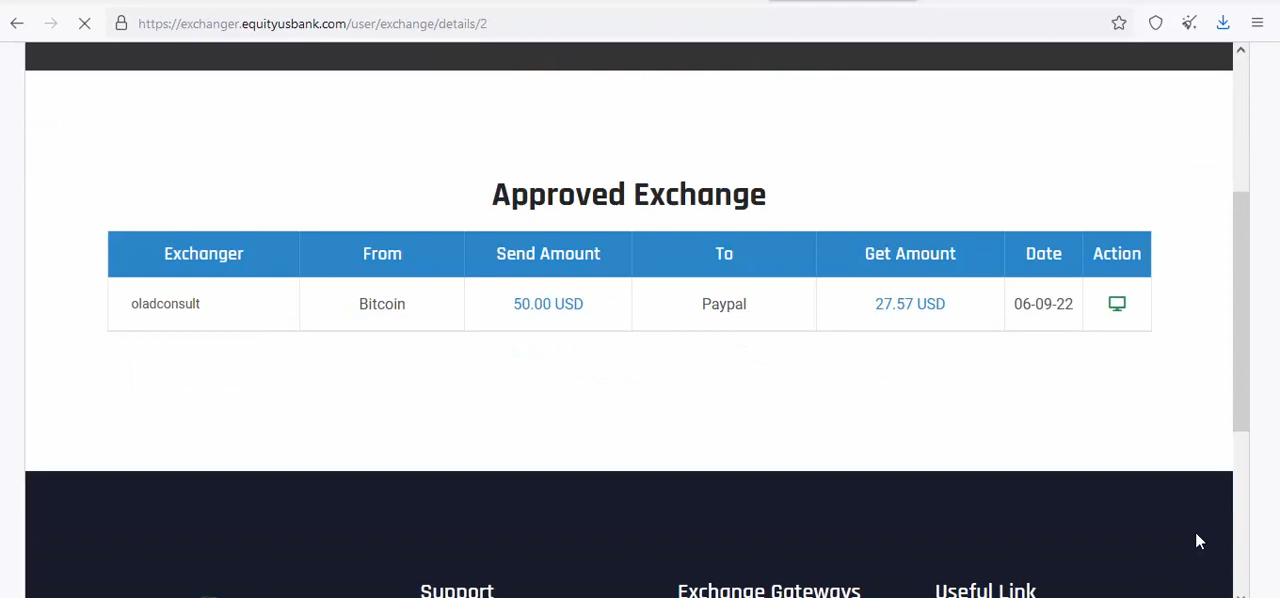 https://exchanger.equityusbank.com/user/exchange/details/2
Approved Exchange
Exchanger From Send Amount To Get Amount Date Action
oladconsult Bitcoin 50.00 USD Paypal 27.57 USD 06-09-22
Support Exchange Gateways Useful Link